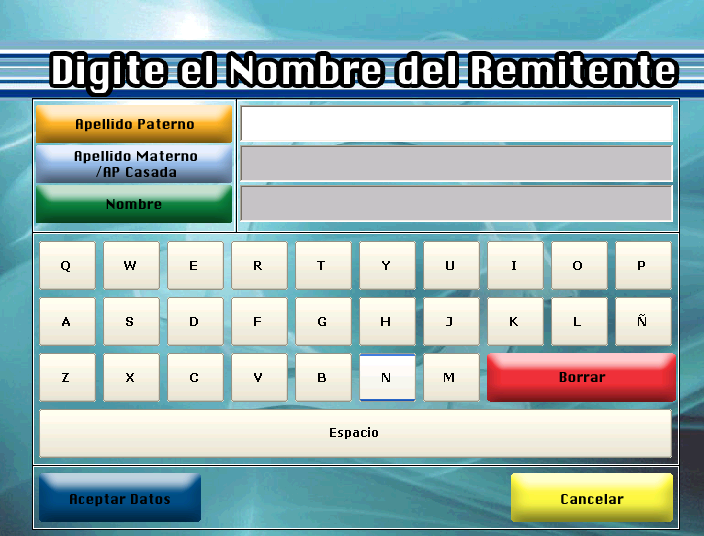 Digite el Nombre del Remitente
Apellido Paterno
Apellido Materno
/AP Casada
Nombre
Q W E R T Y U I O P
A S D F G H J K L Ñ
Z X C V B N M Borrar
Espacio
Aceptar Datos Cancelar